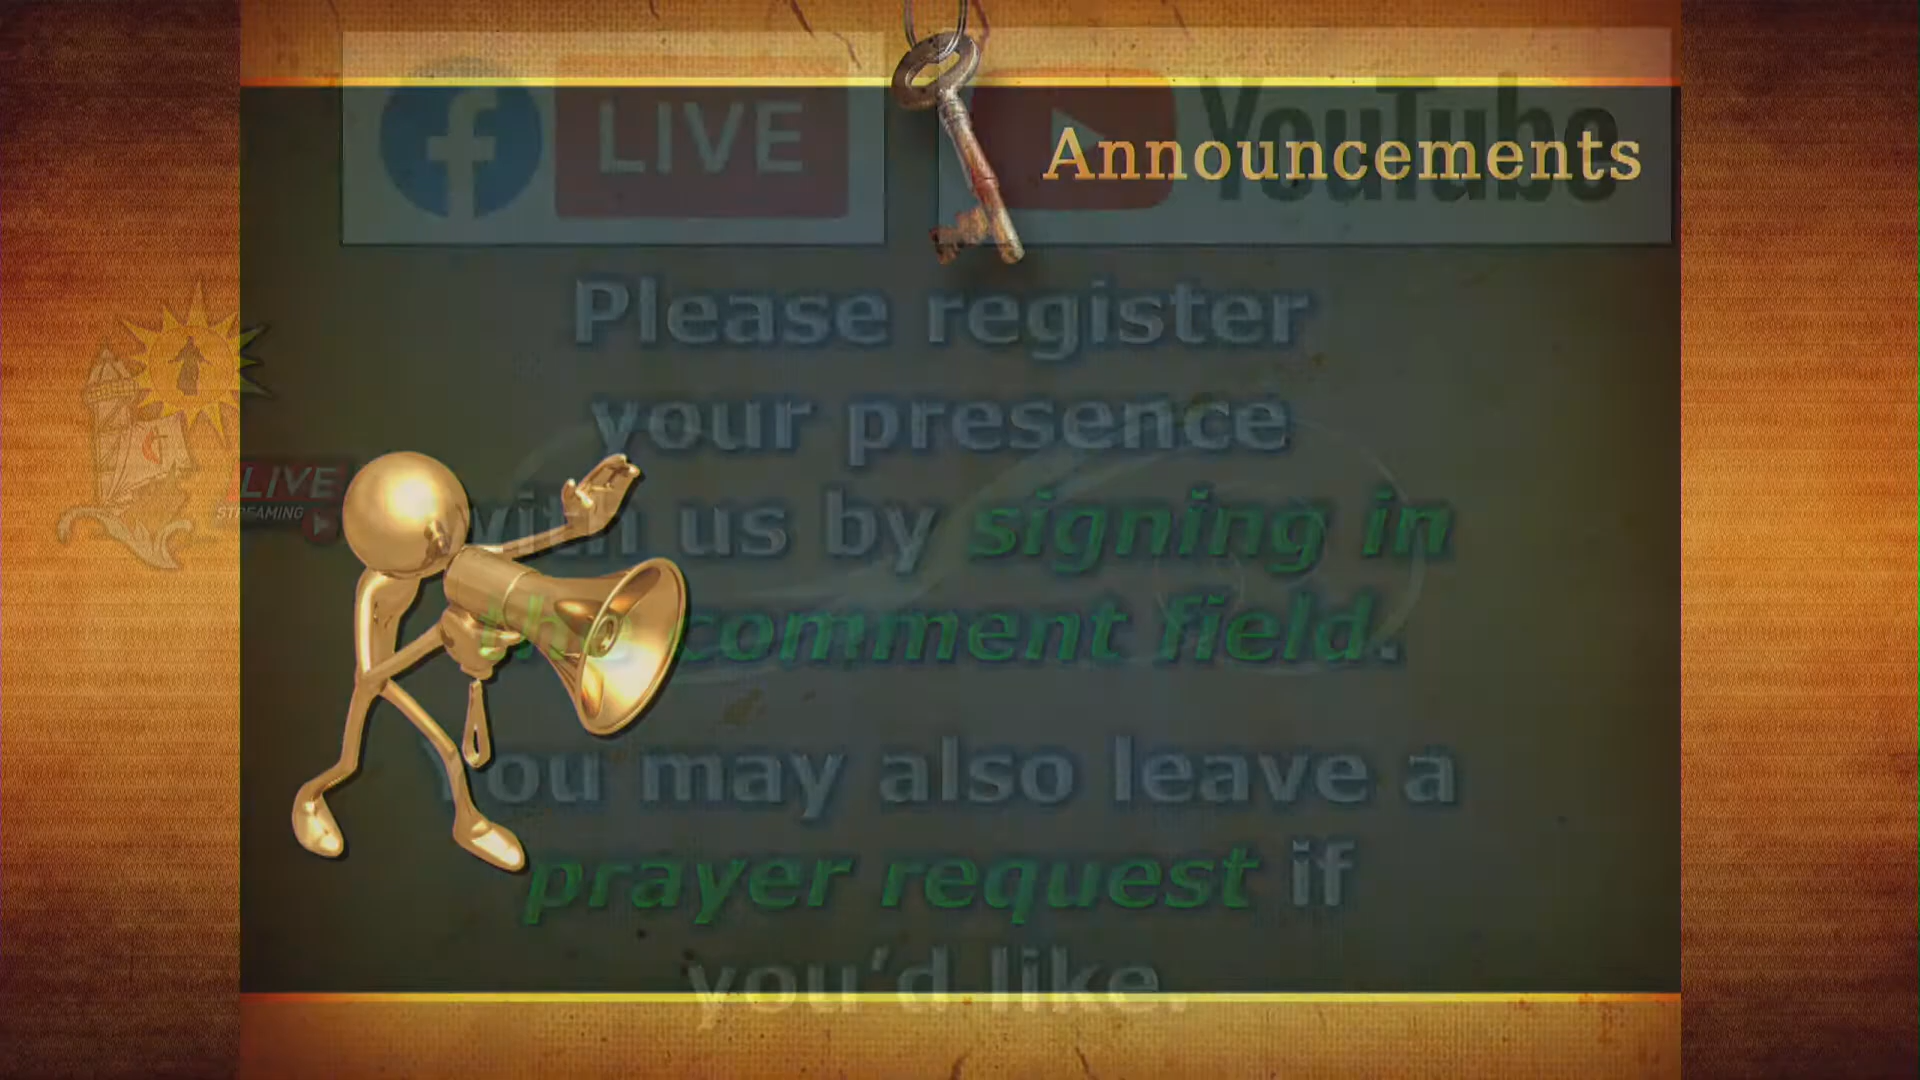 f LIVE
YouTube
Announcements
Please register
your presence
with us by signing in
the comment field.
LIVE
STREAMING
You may also leave a
prayer request if
you'd like.